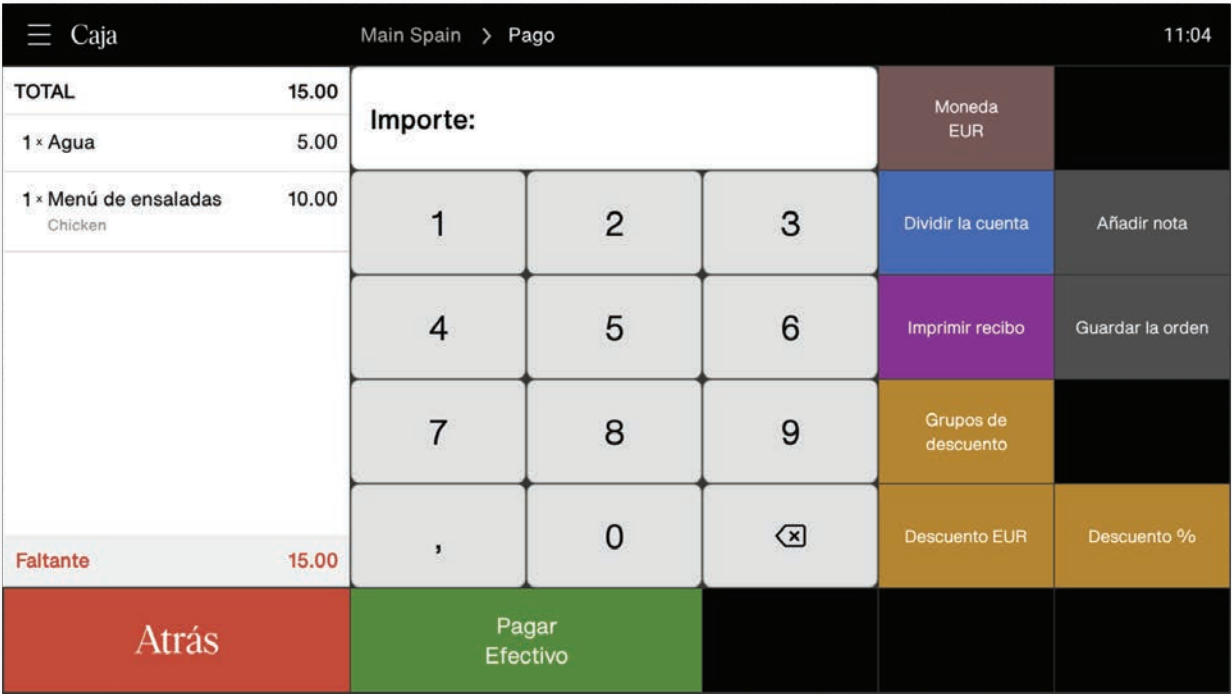 Caja
Main Spain > Pago
11:04
TOTAL 15.00
1 × Agua 5.00
1 × Menú de ensaladas 10.00
Chicken
Faltante 15.00
Atrás
Importe:
1 2 3
4 5 6
7 8 9
, 0
Pagar
Efectivo
Moneda
EUR
Dividir la cuenta
Añadir nota
Imprimir recibo
Guardar la orden
Grupos de
descuento
Descuento EUR
Descuento %